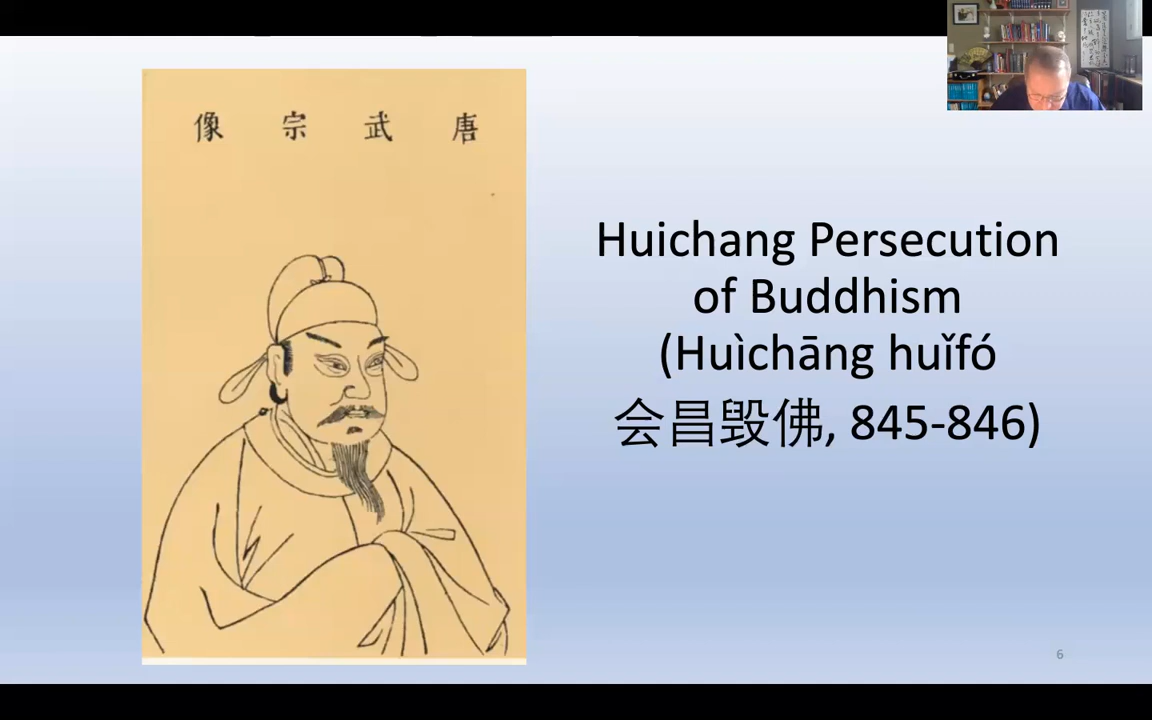 唐武宗像
Huichang Persecution
of Buddhism
(Huìchāng huǐfó
会昌毁佛, 845-846)
6